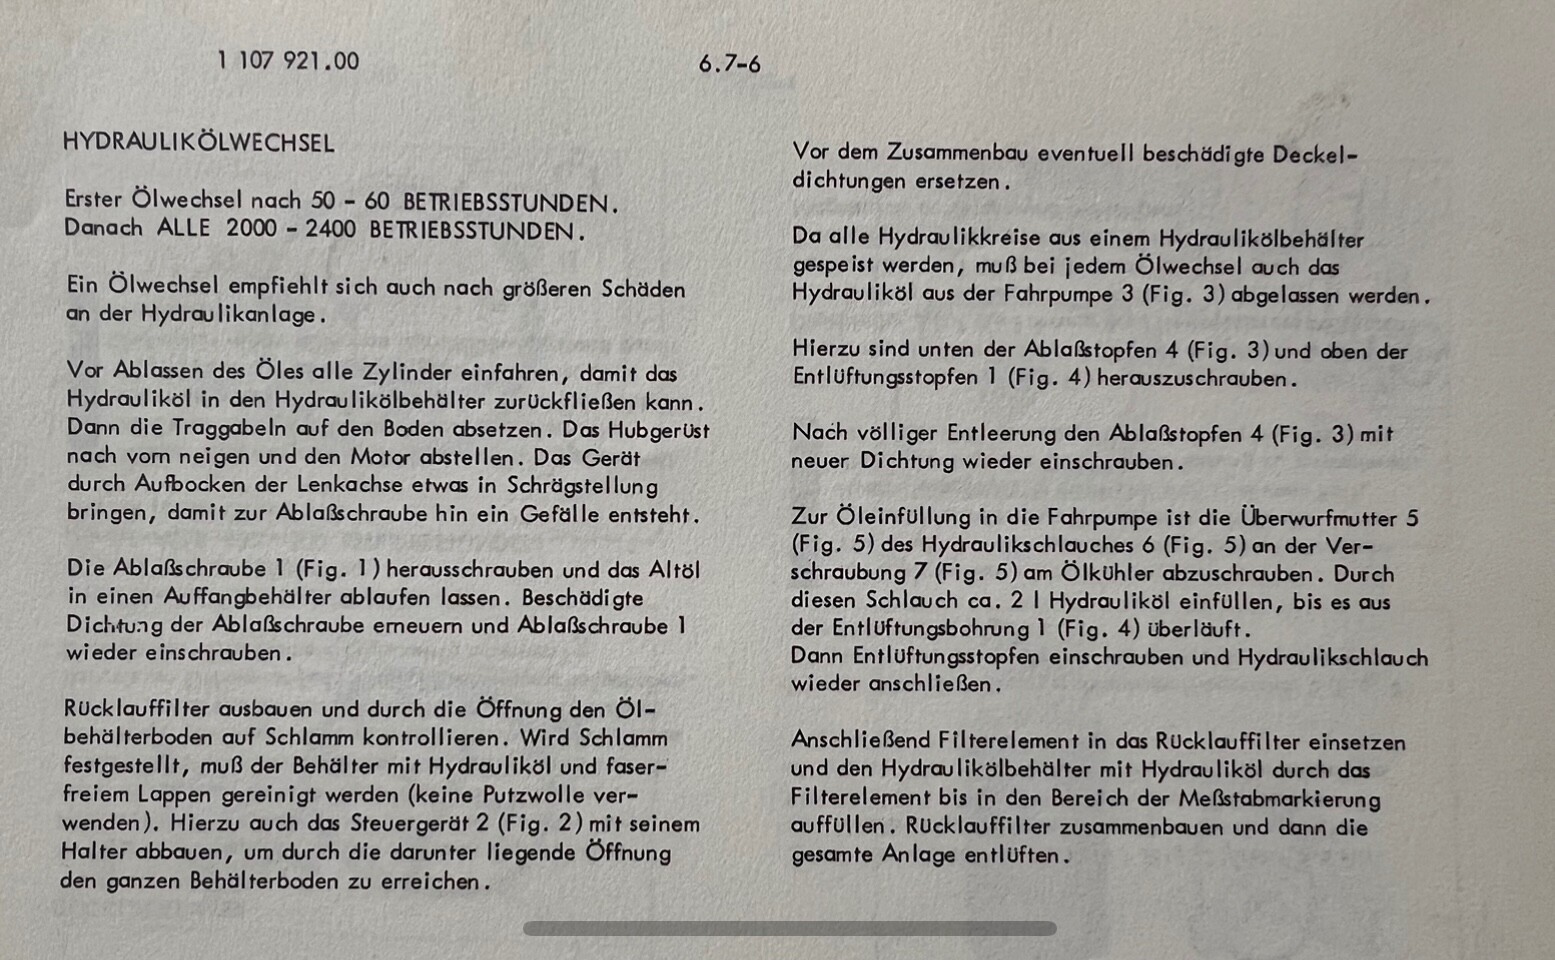 1 107 921.00
6.7-6
HYDRAULIKÖLWECHSEL
Erster Ölwechsel nach 50 - 60 BETRIEBSSTUNDEN.
Danach ALLE 2000 - 2400 BETRIEBSSTUNDEN.
Ein Ölwechsel empfiehlt sich auch nach größeren Schäden
an der Hydraulikanlage.
Vor Ablassen des Öles alle Zylinder einfahren, damit das
Hydrauliköl in den Hydraulikölbehälter zurückfließen kann.
Dann die Traggabeln auf den Boden absetzen. Das Hubgerüst
nach vorn neigen und den Motor abstellen. Das Gerät
durch Aufbocken der Lenkachse etwas in Schrägstellung
bringen, damit zur Ablaßschraube hin ein Gefälle entsteht.
Die Ablaßschraube 1 (Fig. 1) herausschrauben und das Altöl
in einen Auffangbehälter ablaufen lassen. Beschädigte
Dichtung der Ablaßschraube erneuern und Ablaßschraube 1
wieder einschrauben.
Rücklauffilter ausbauen und durch die Öffnung den Öl-
behälterboden auf Schlamm kontrollieren. Wird Schlamm
festgestellt, muß der Behälter mit Hydrauliköl und faser-
freiem Lappen gereinigt werden (keine Putzwolle ver-
wenden). Hierzu auch das Steuergerät 2 (Fig. 2) mit seinem
Halter abbauen, um durch die darunter liegende Öffnung
den ganzen Behälterboden zu erreichen.
Vor dem Zusammenbau eventuell beschädigte Deckel-
dichtungen ersetzen.
Da alle Hydraulikkreise aus einem Hydraulikölbehälter
gespeist werden, muß bei jedem Ölwechsel auch das
Hydrauliköl aus der Fahrpumpe 3 (Fig. 3) abgelassen werden.
Hierzu sind unten der Ablaßstopfen 4 (Fig. 3) und oben der
Entlüftungsstopfen 1 (Fig. 4) herauszuschrauben.
Nach völliger Entleerung den Ablaßstopfen 4 (Fig. 3) mit
neuer Dichtung wieder einschrauben.
Zur Öleinfüllung in die Fahrpumpe ist die Überwurfmutter 5
(Fig. 5) des Hydraulikschlauches 6 (Fig. 5) an der Ver-
schraubung 7 (Fig. 5) am Ölkühler abzuschrauben. Durch
diesen Schlauch ca. 2 l Hydrauliköl einfüllen, bis es aus
der Entlüftungsbohrung 1 (Fig. 4) überläuft.
Dann Entlüftungsstopfen einschrauben und Hydraulikschlauch
wieder anschließen.
Anschließend Filterelement in das Rücklauffilter einsetzen
und den Hydraulikölbehälter mit Hydrauliköl durch das
Filterelement bis in den Bereich der Meßstabmarkierung
auffüllen. Rücklauffilter zusammenbauen und dann die
gesamte Anlage entlüften.